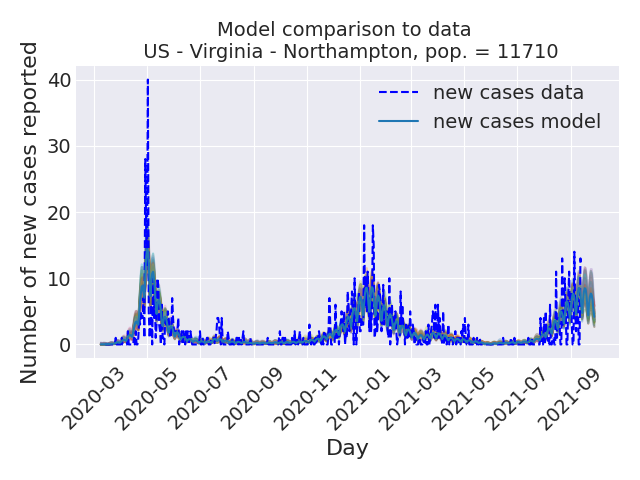 Model comparison to data
US - Virginia - Northampton, pop. = 11710
Number of new cases reported
40
30
20
10
0
new cases data
new cases model
2020-03
2020-05
2020-07
2020-09
2020-11
2021-01
2021-03
2021-05
2021-07
2021-09
Day